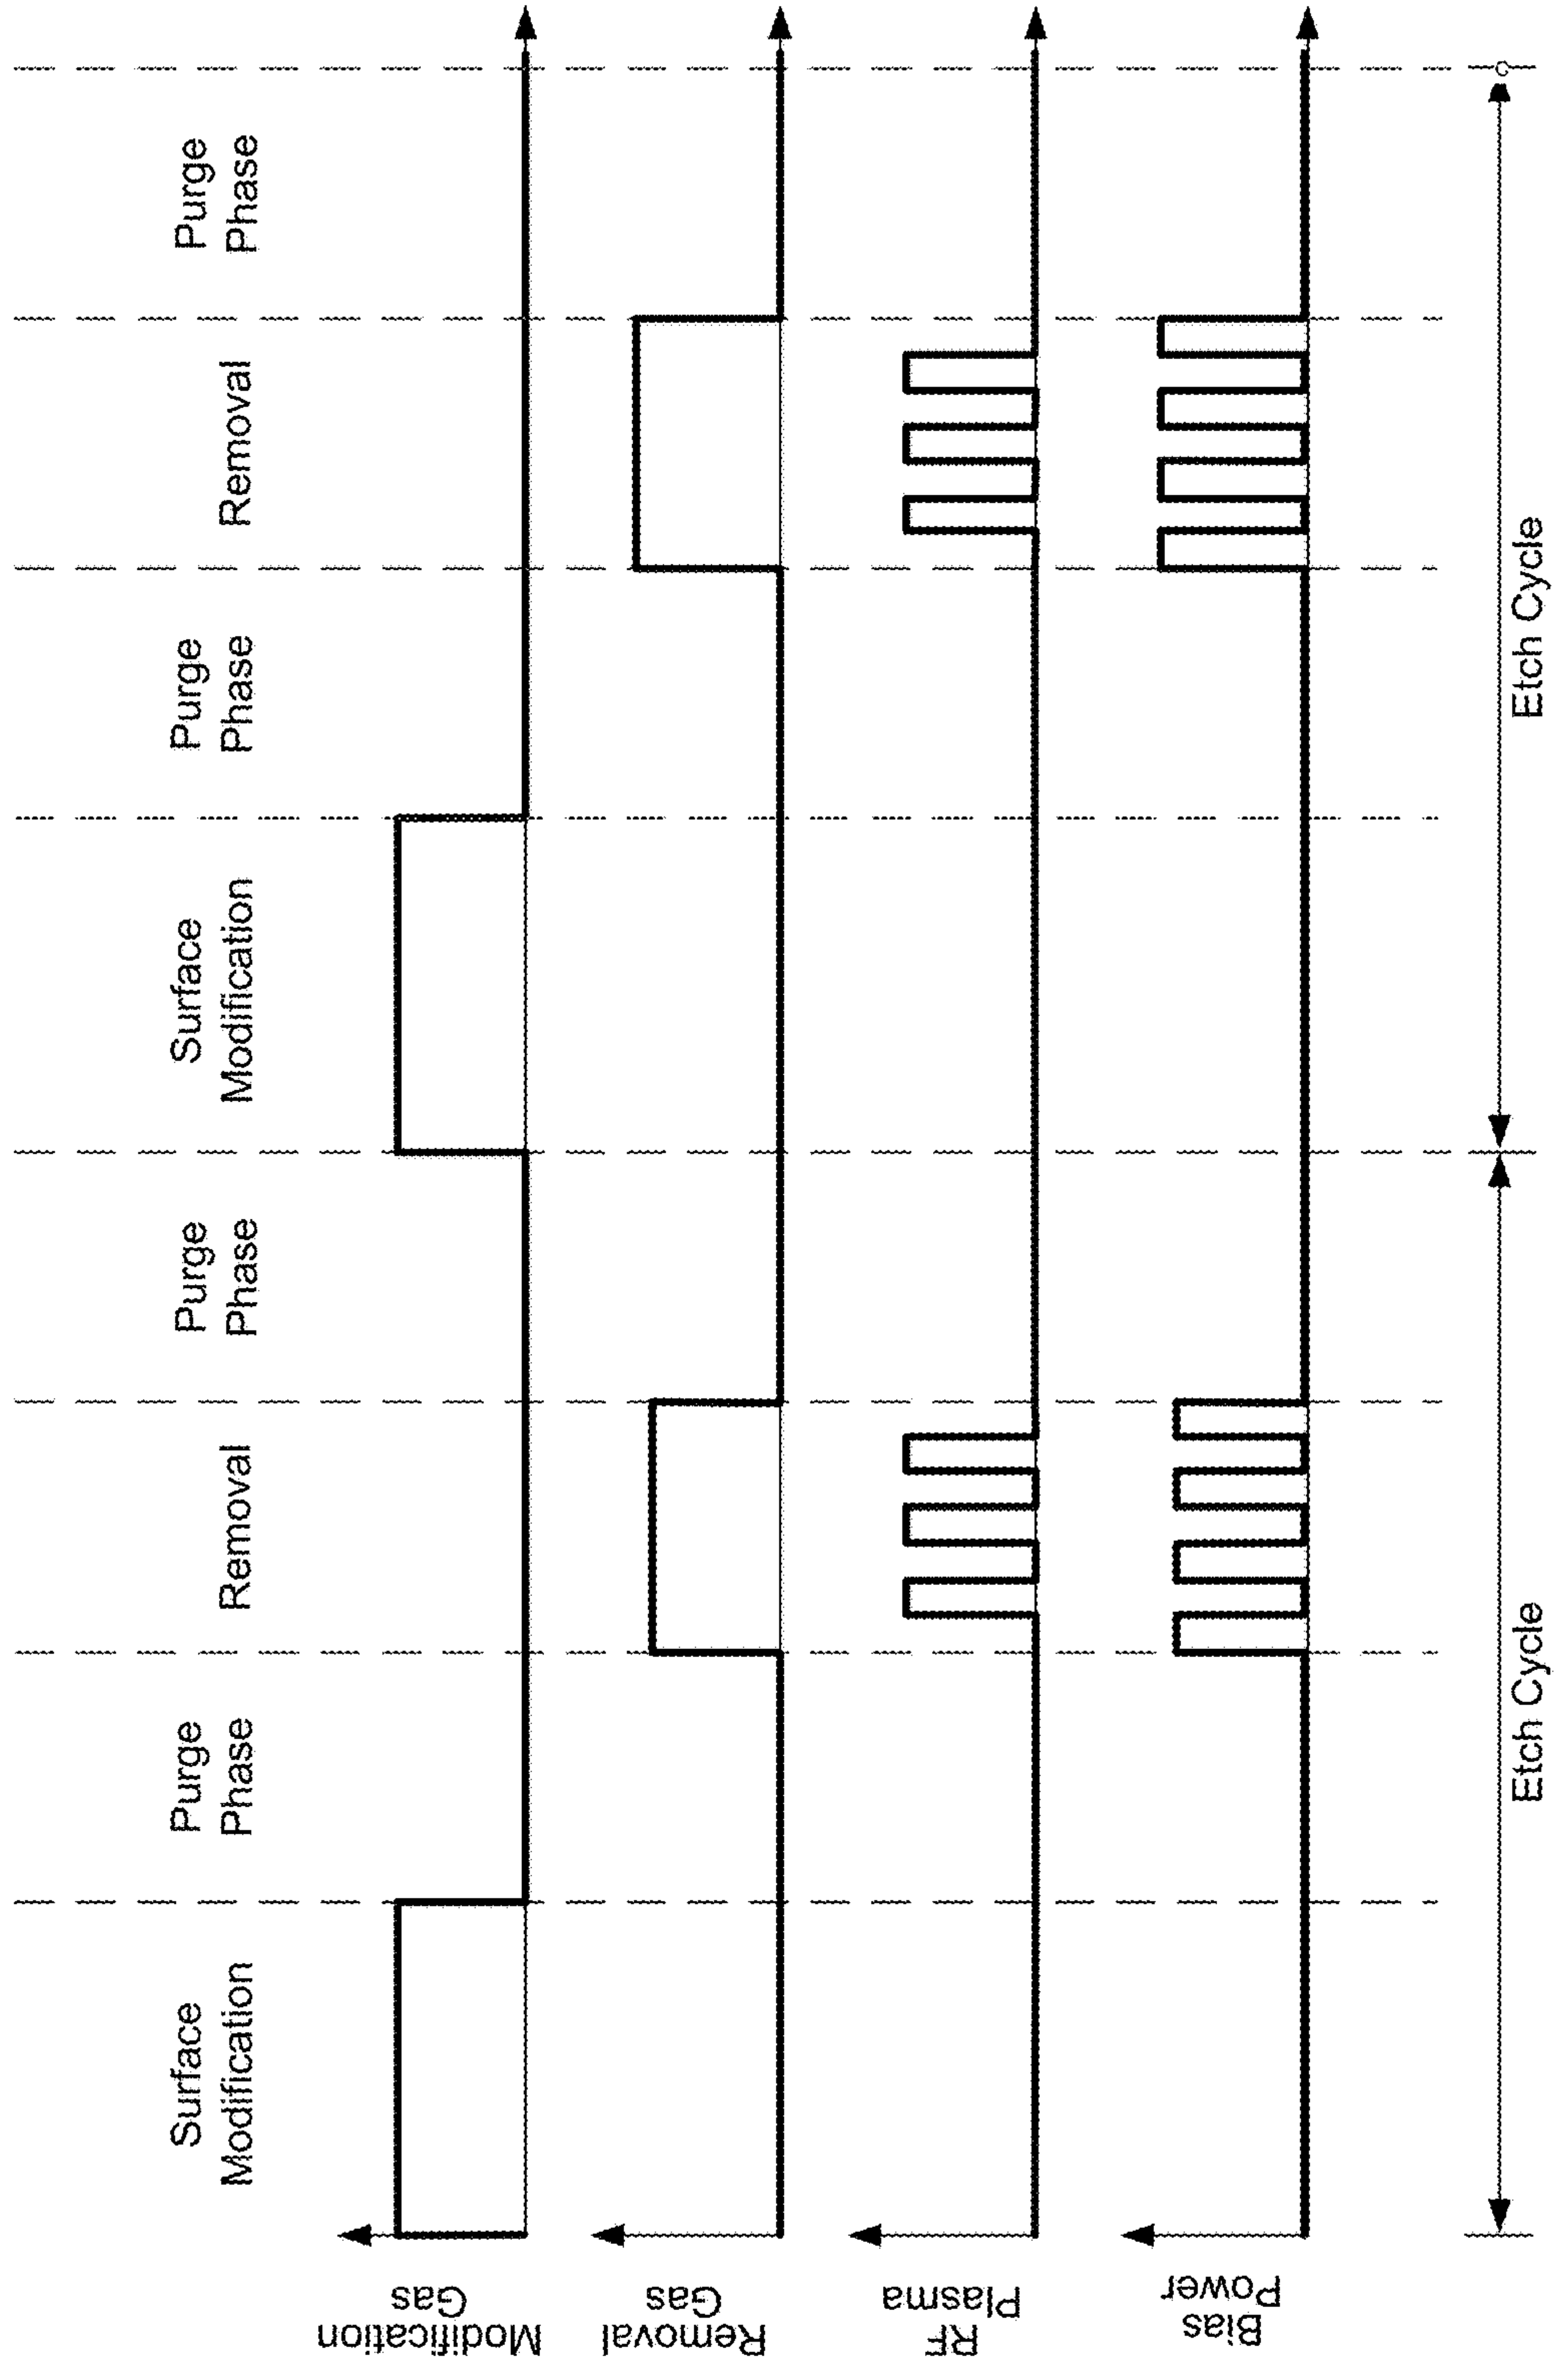 Surface
Modification
Purge
Phase
Removal
Purge
Phase
Surface
Modification
Purge
Phase
Removal
Purge
Phase
Modification
Gas
Removal
Gas
RF
Plasma
Bias
Power
Etch Cycle
Etch Cycle